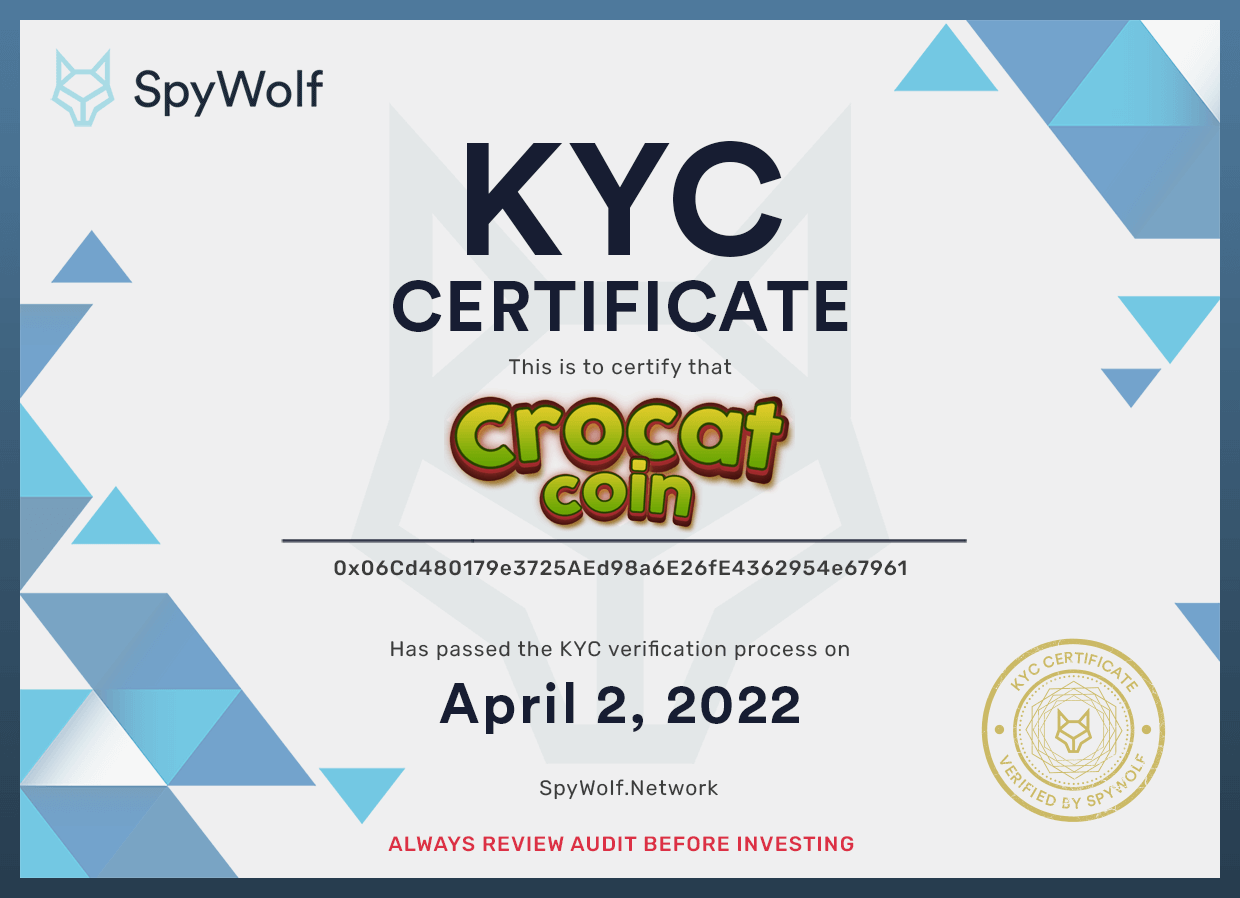 SpyWolf
KYC
CERTIFICATE
This is to certify that
crocat
coin
0x06Cd480179e3725AEd98a6E26fE4362954e67961
Has passed the KYC verification process on
April 2, 2022
KYC CERTIFICATE
VERIFIED BY SPYWOLF
SpyWolf.Network
ALWAYS REVIEW AUDIT BEFORE INVESTING